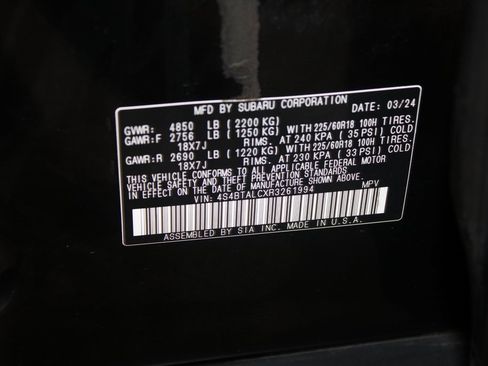 MFD BY SUBARU CORPORATION DATE: 03/24
GVWR: 4850 LB (2200 KG)
GAWR:F 2756 LB (1250 KG) WITH 225/60R18 100H TIRES.
18X7J RIMS. AT 240 KPA (35 PSI) COLD
GAWR:R 2690 LB (1220 KG) WITH 225/60R18 100H TIRES.
18X7J RIMS. AT 230 KPA (33 PSI) COLD
THIS VEHICLE CONFORMS TO ALL APPLICABLE FEDERAL MOTOR
VEHICLE SAFETY AND THEFT PREVENTION STANDARDS
IN EFFECT ON THE DATE OF MANUFACTURE SHOWN ABOVE.
VIN: 4S4BTALCXR3261994 MPV
ASSEMBLED BY SIA INC. MADE IN U.S.A.